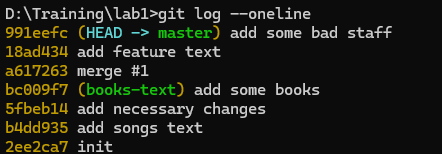 D:\Training\lab1>git log --oneline
991eefc (HEAD -> master) add some bad staff
18ad434 add feature text
a617263 merge #1
bc009f7 (books-text) add some books
5fbeb14 add necessary changes
b4dd935 add songs text
2ee2ca7 init